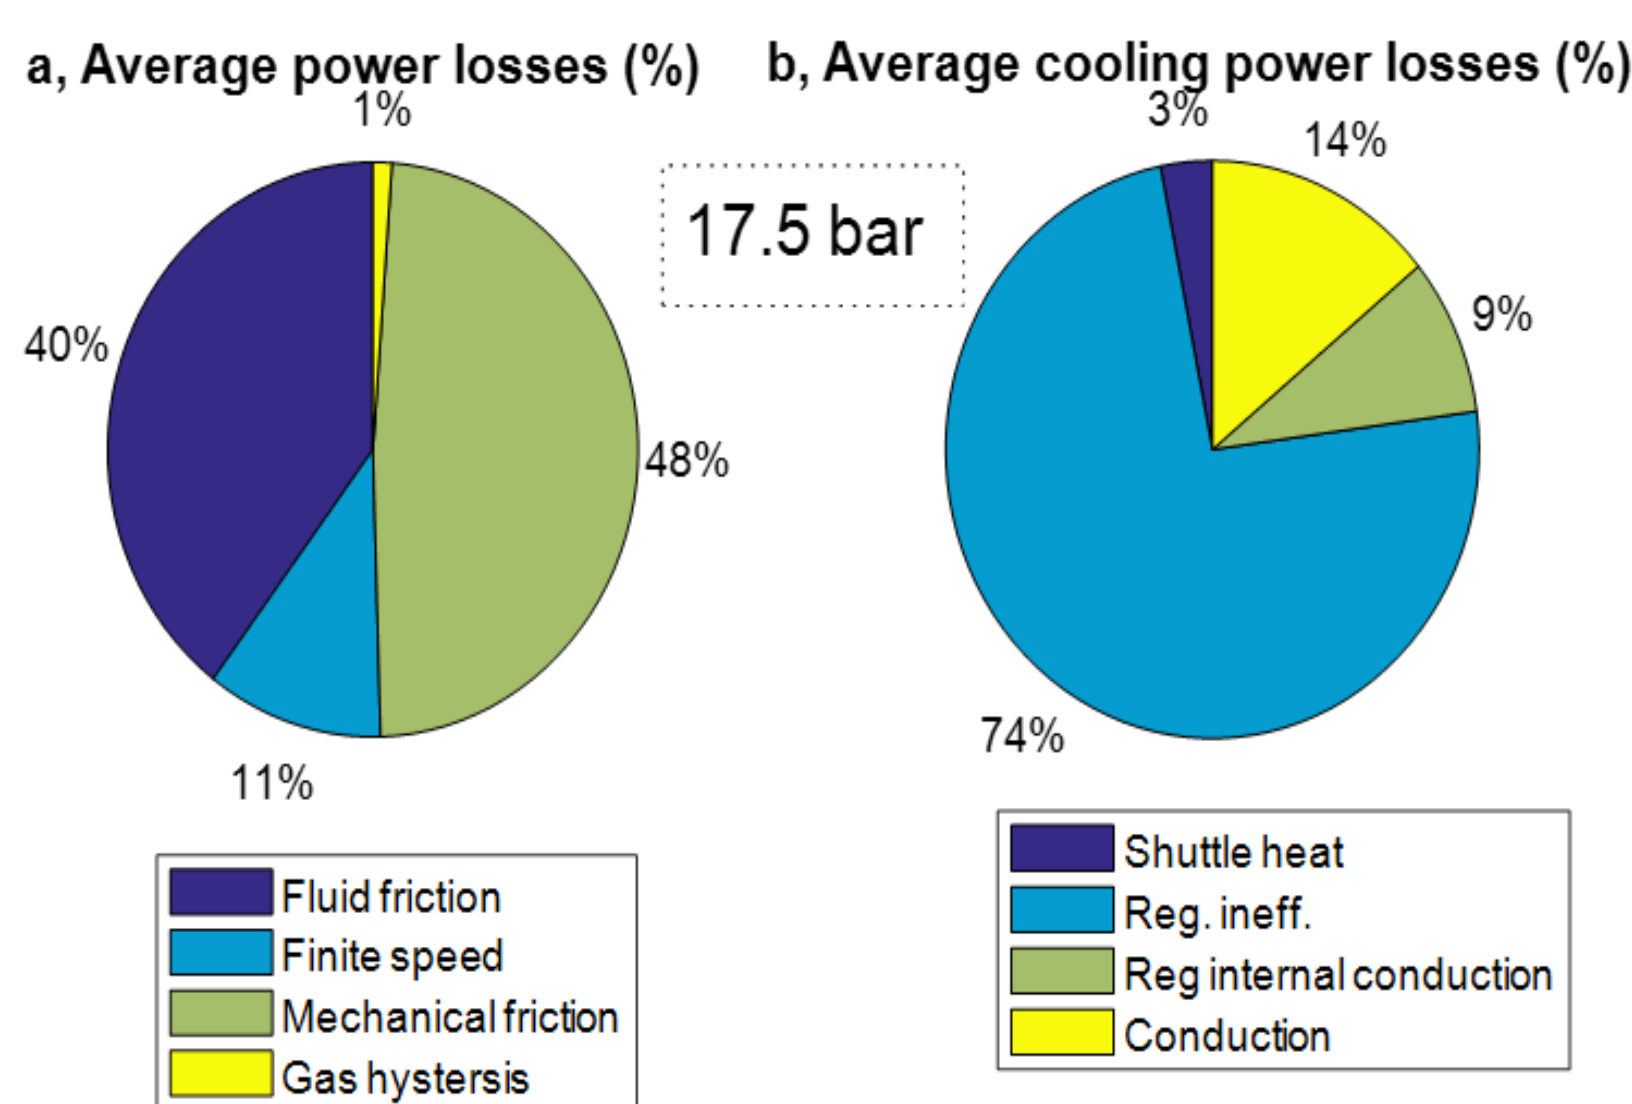 a, Average power losses (%)
1%
40%
48%
11%
Fluid friction
Finite speed
Mechanical friction
Gas hystersis
17.5 bar
b, Average cooling power losses (%)
3%
14%
9%
74%
Shuttle heat
Reg. ineff.
Reg internal conduction
Conduction